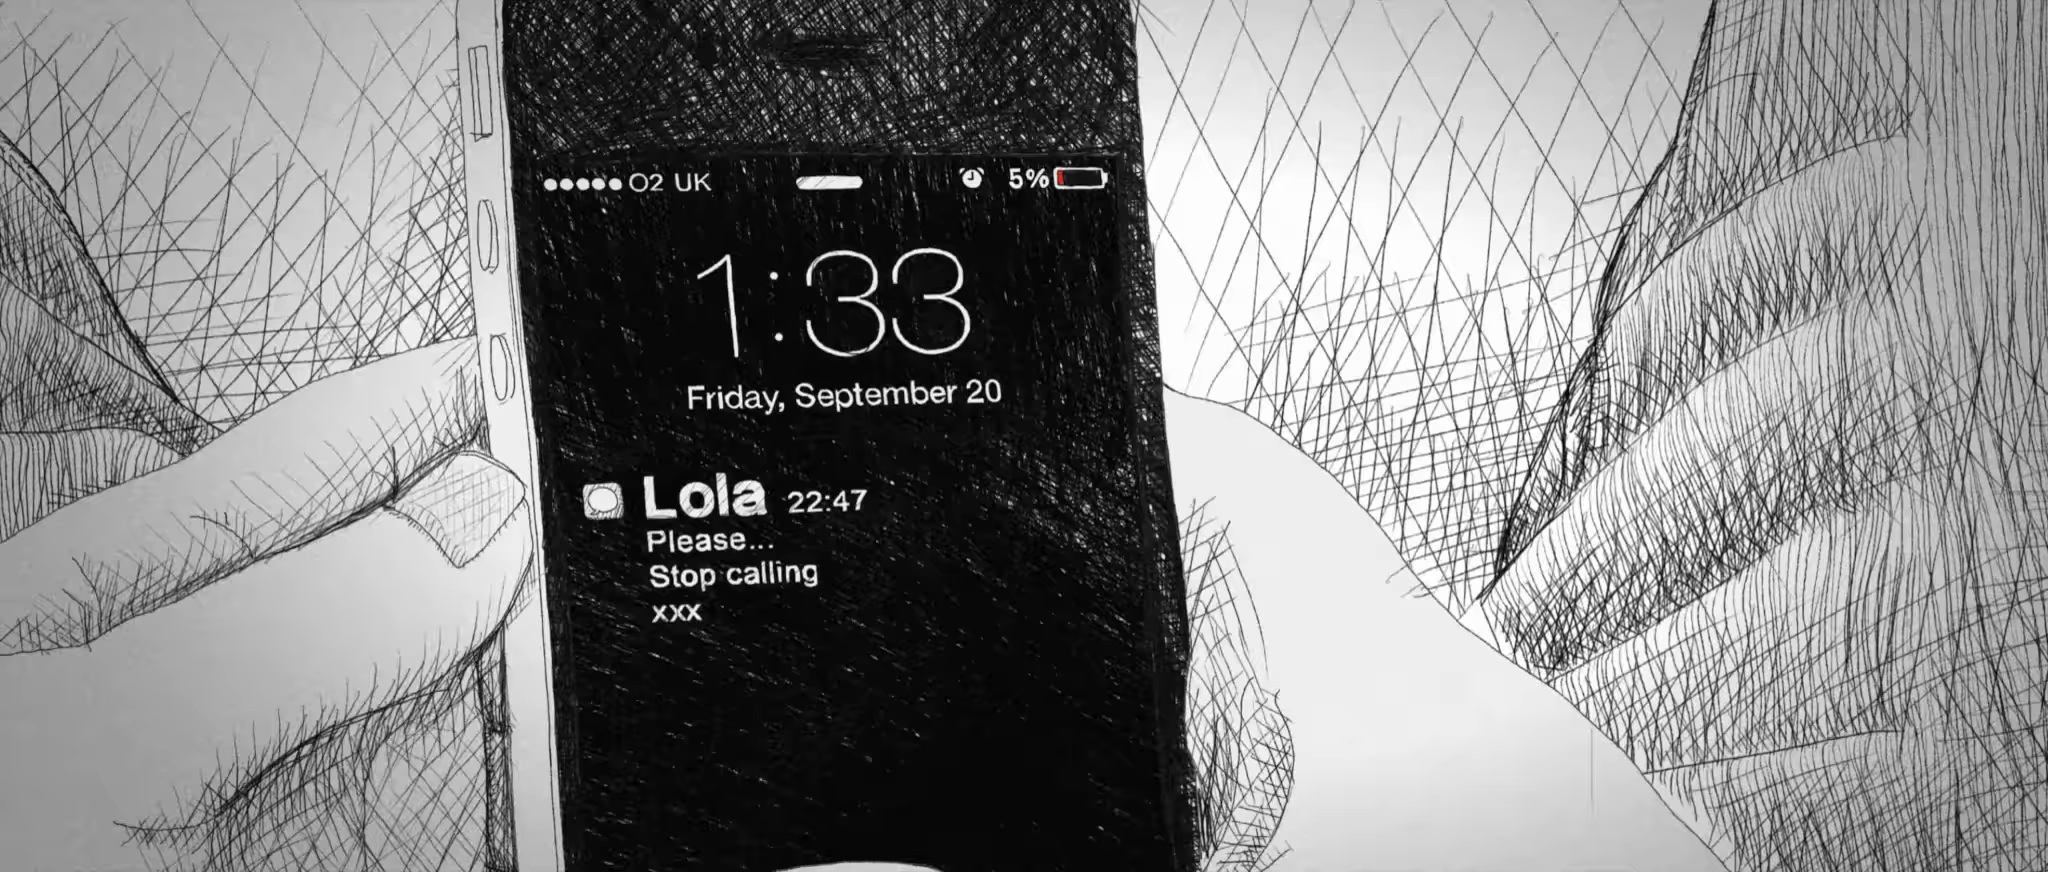 O2 UK 5%
1:33
Friday, September 20
Lola 22:47
Please...
Stop calling
xxx